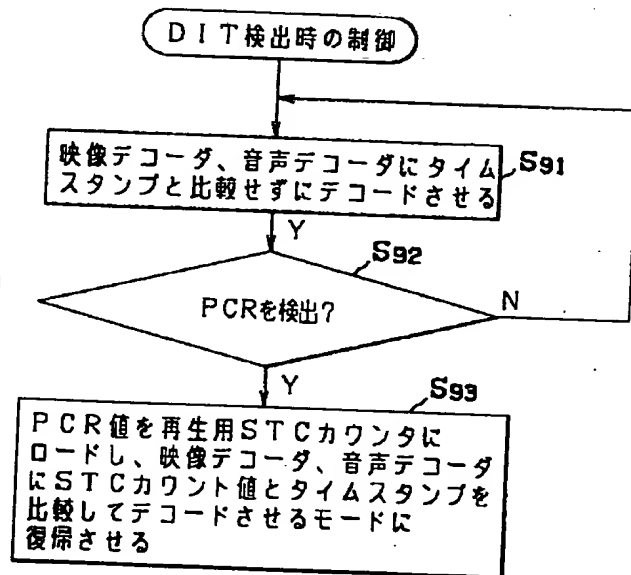 ＤＩＴ検出時の制御
映像デコーダ、音声デコーダにタイム
スタンプと比較せずにデコードさせる
S91
Y
S92
ＰＣＲを検出？
N
Y
S93
ＰＣＲ値を再生用ＳＴＣカウンタに
ロードし、映像デコーダ、音声デコーダ
にＳＴＣカウント値とタイムスタンプを
比較してデコードさせるモードに
復帰させる